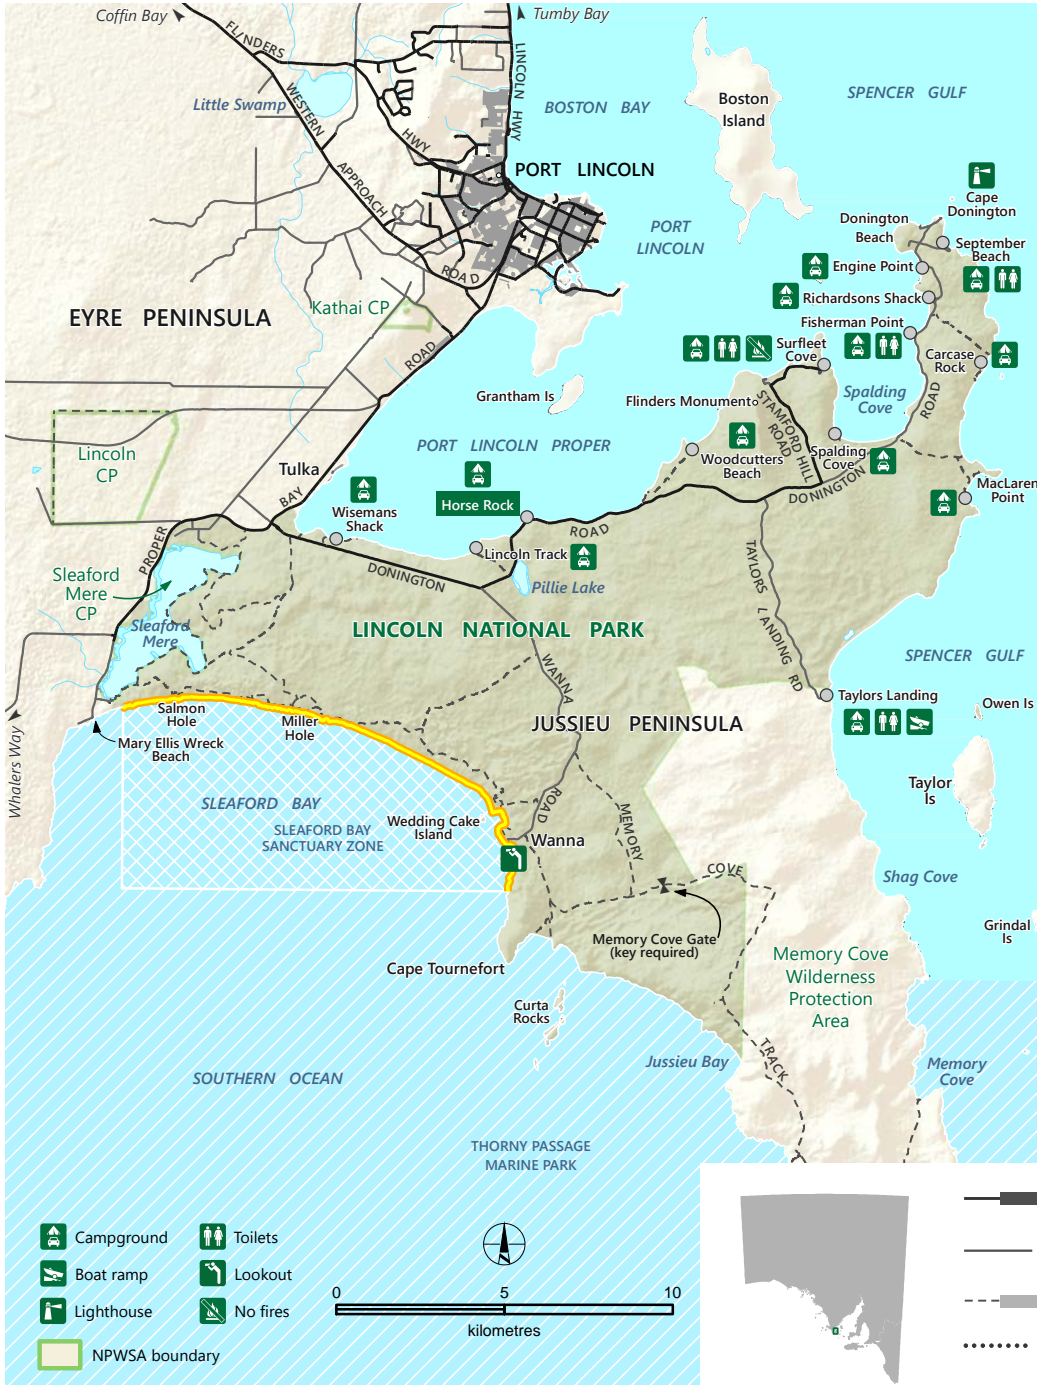 Coffin Bay
Tumby Bay
FLINDERS
HWY
LINCOLN HWY
WESTERN
APPROACH
ROAD
Little Swamp
BOSTON BAY
Boston
Island
SPENCER GULF
PORT LINCOLN
PORT
LINCOLN
Cape
Donington
Donington
Beach
September
Beach
Engine Point
Richardsons Shack
Fisherman Point
Surfleet
Cove
Carcase
Rock
EYRE PENINSULA
Kathai CP
ROAD
Grantham Is
Flinders Monument
Spalding
Cove
ROAD
STAMFORD HILL
ROAD
PORT LINCOLN PROPER
Lincoln
CP
Tulka
BAY
Woodcutters
Beach
Spalding
Cove
DONINGTON
MacLaren
Point
Wisemans
Shack
Horse Rock
ROAD
PROPER
Lincoln Track
DONINGTON
Pillie Lake
TAYLORS LANDING RD
Sleaford
Mere
CP
Sleaford
Mere
LINCOLN NATIONAL PARK
SPENCER GULF
WANNA
ROAD
JUSSIEU PENINSULA
Taylors Landing
Owen Is
Salmon
Hole
Miller
Hole
Mary Ellis Wreck
Beach
Whalers Way
Taylor
Is
SLEAFORD BAY
SLEAFORD BAY
SANCTUARY ZONE
Wedding Cake
Island
Wanna
MEMORY
COVE
TRACK
Shag Cove
Grindal
Is
Memory Cove Gate
(key required)
Memory Cove
Wilderness
Protection
Area
Cape Tournefort
Curta
Rocks
Jussieu Bay
Memory
Cove
SOUTHERN OCEAN
THORNY PASSAGE
MARINE PARK
Campground
Toilets
Boat ramp
Lookout
Lighthouse
No fires
NPWSA boundary
0 5 10
kilometres